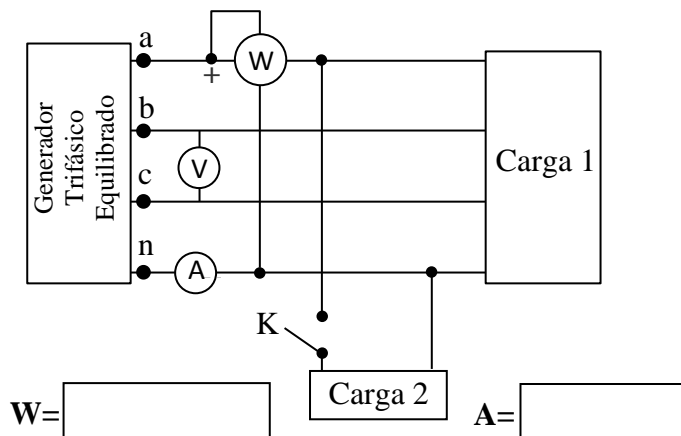 a
W
+
b
V
c
Generador
Trifásico
Equilibrado
Carga 1
n
A
K
Carga 2
W=
A=